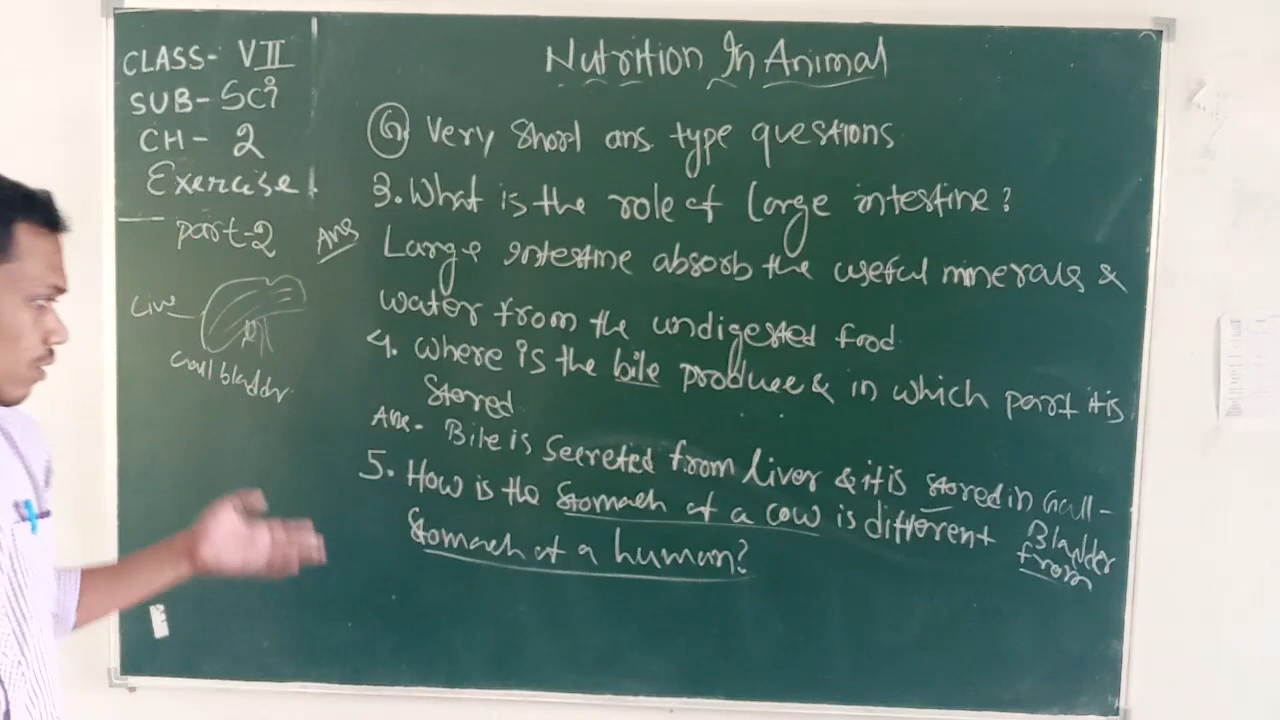 CLASS- VII
SUB- SCi
CH- 2
Exercise
part-2
Liv
Gall bladder
Nutrition In Animal
G Very Short ans. type questions
3. What is the role of Large intestine?
Ans Large intestine absorb the useful minerals &
water from the undigested food
4. Where is the bile produce & in which part it is
Stored
Ans- Bile is Secreted from liver & it is stored in Gall-
Bladder
5. How is the Stomach of a cow is different from
Stomach of a human?